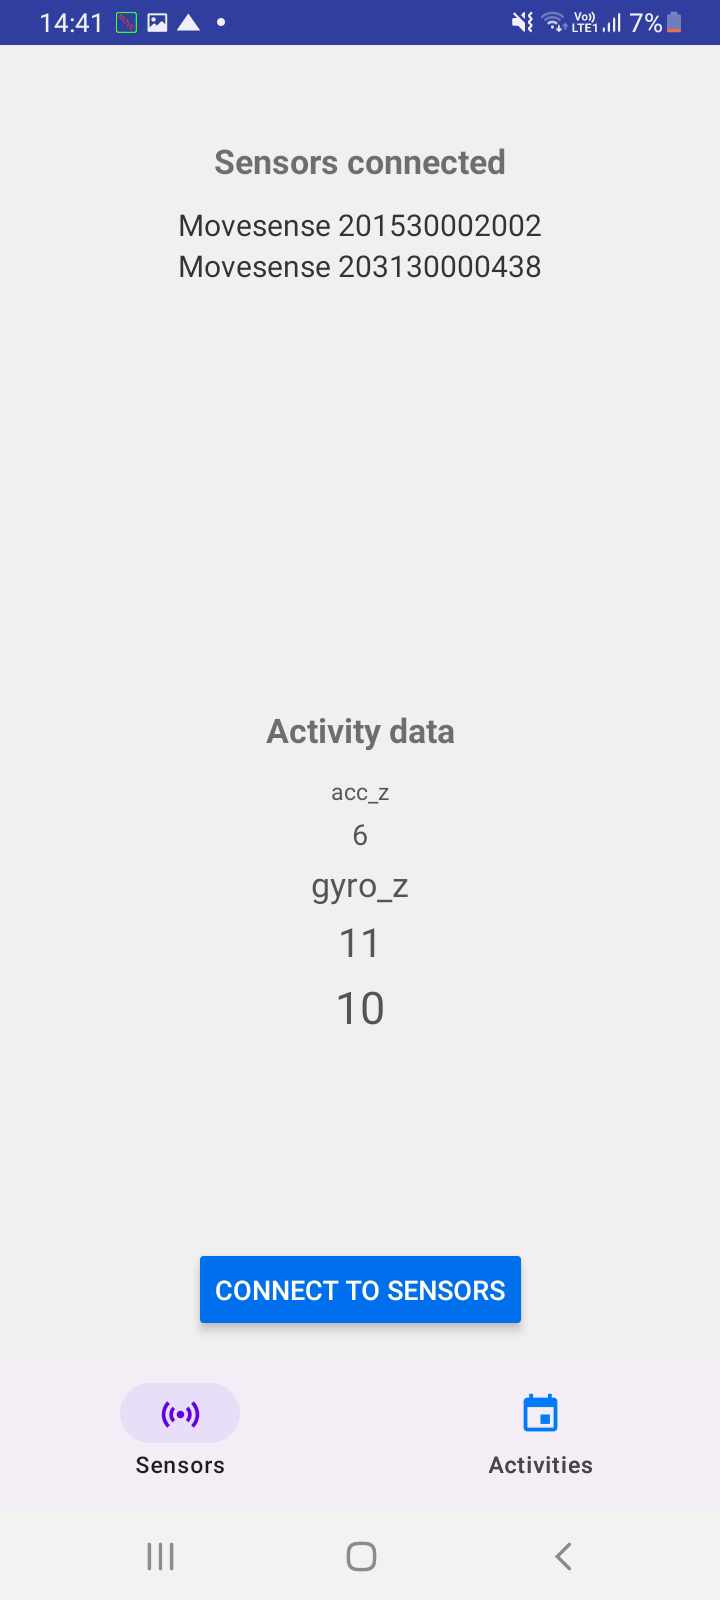 14:41
Vo)) LTE1 7%
Sensors connected
Movesense 201530002002
Movesense 203130000438
Activity data
acc_z
6
gyro_z
11
10
CONNECT TO SENSORS
Sensors
Activities